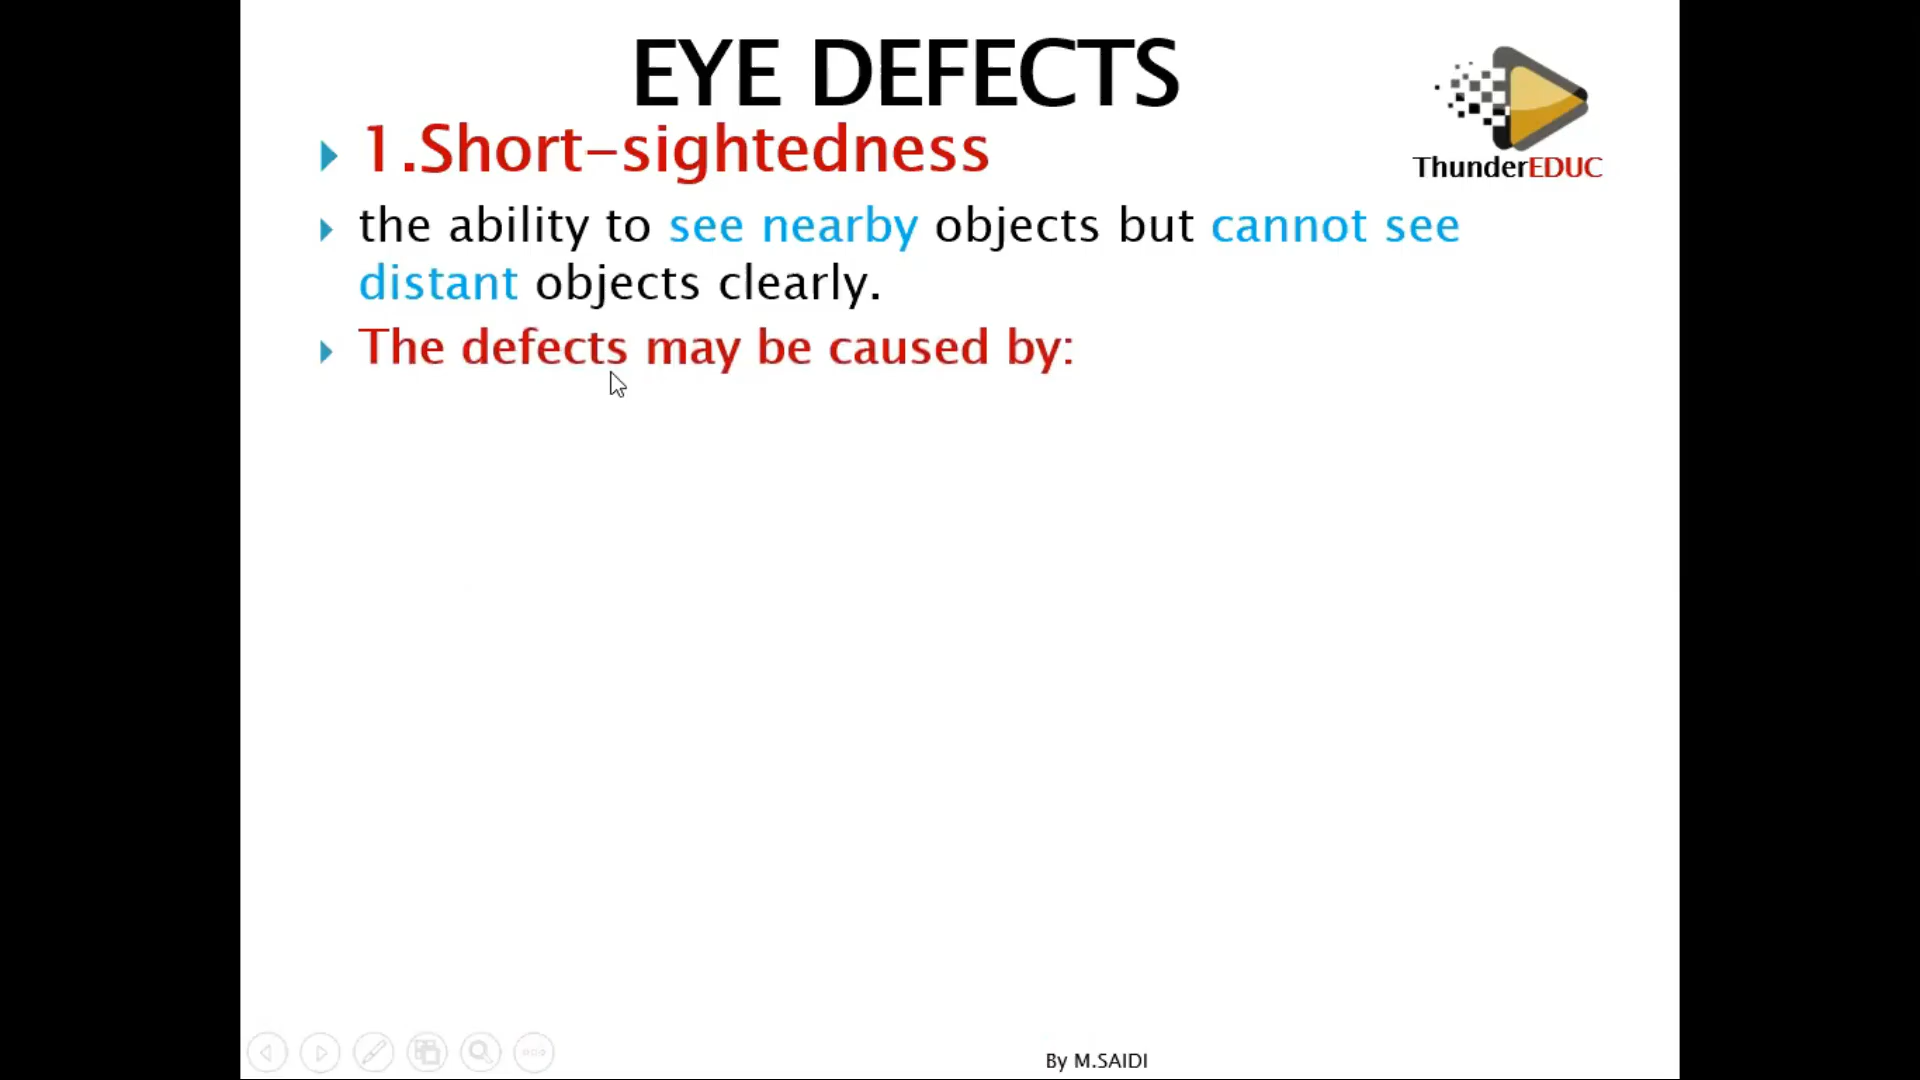 EYE DEFECTS
1.Short-sightedness
ThunderEDUC
the ability to see nearby objects but cannot see
distant objects clearly.
The defects may be caused by:
By M.SAIDI